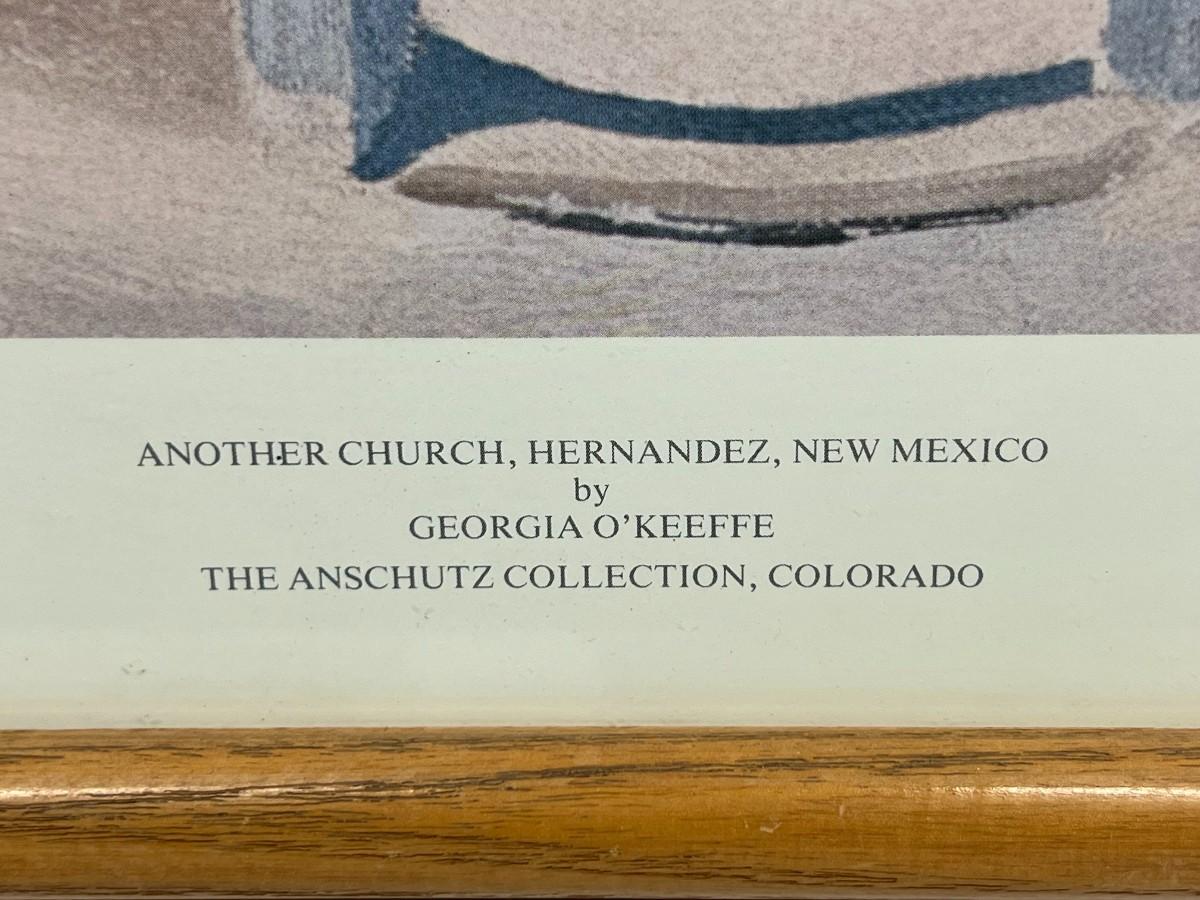 ANOTHER CHURCH, HERNANDEZ, NEW MEXICO
by
GEORGIA O’KEEFFE
THE ANSCHUTZ COLLECTION, COLORADO